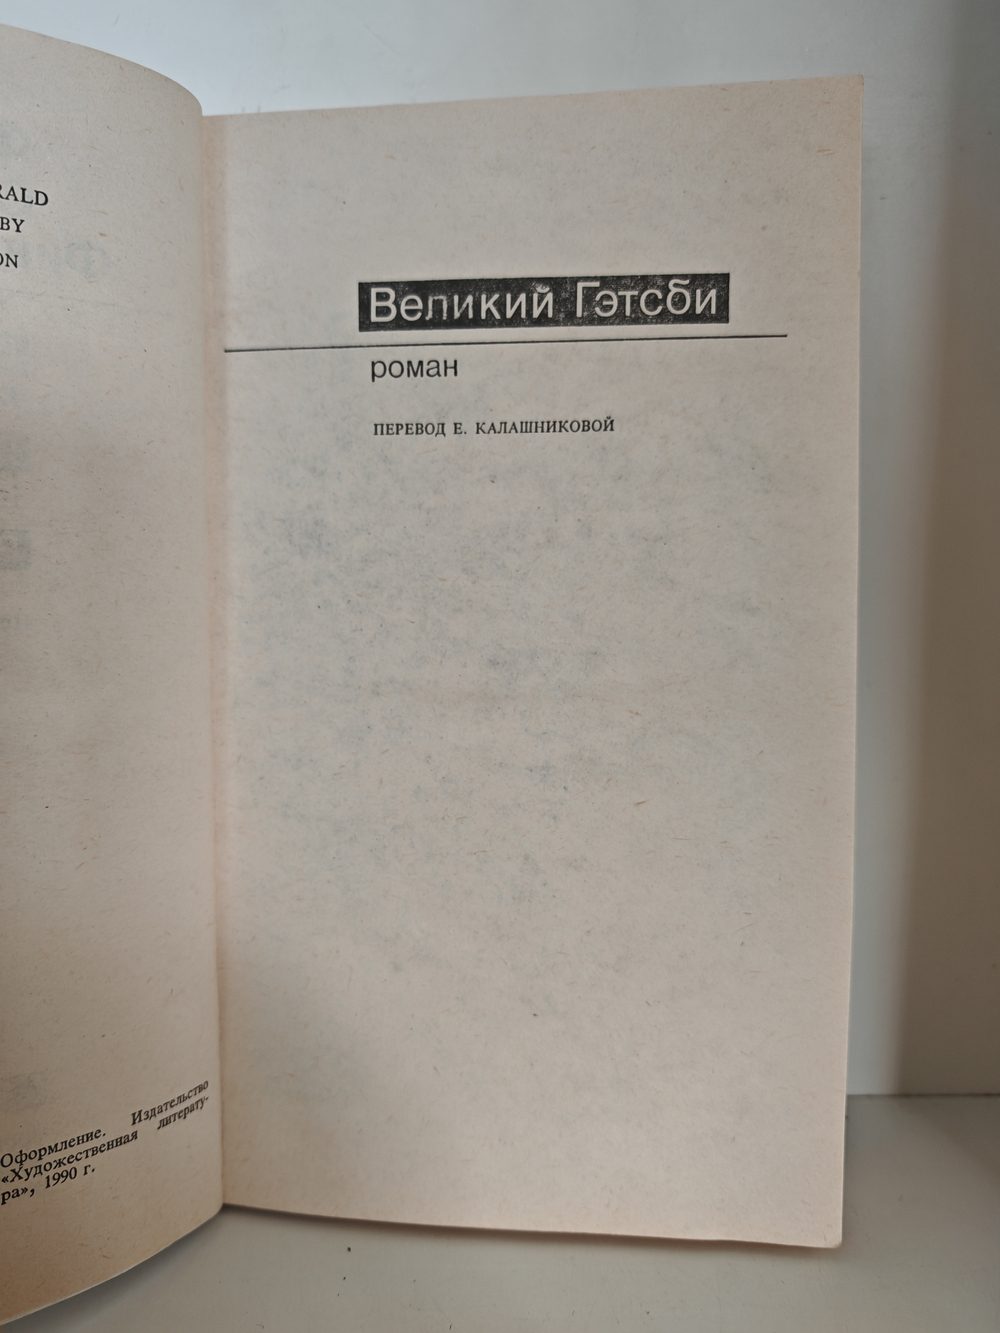 RALD
BY
ON
Оформление. Издательство
«Художественная литерату-
ра», 1990 г.
Великий Гэтсби
роман
ПЕРЕВОД Е. КАЛАШНИКОВОЙ